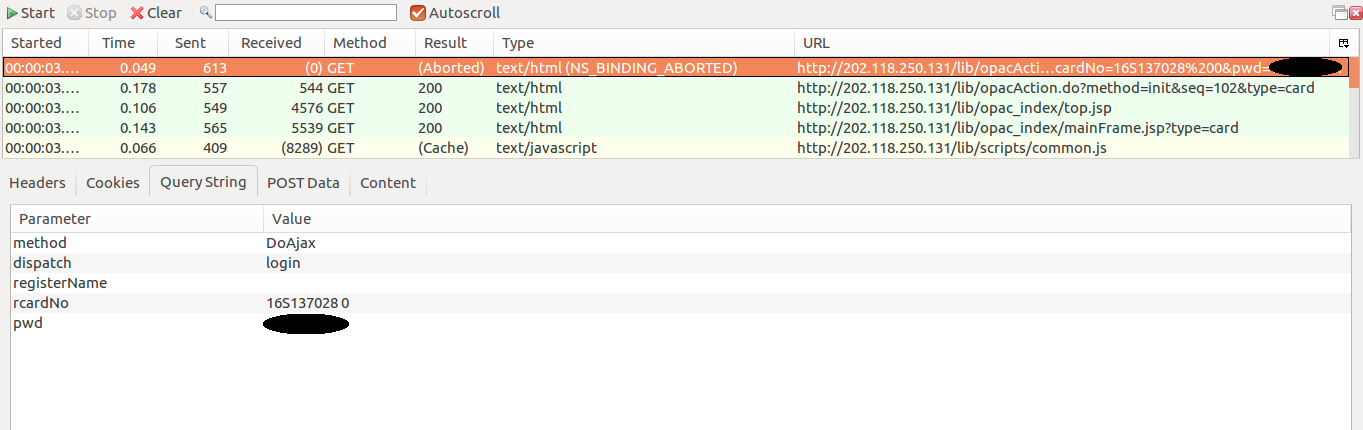 Start Stop Clear Autoscroll
Started Time Sent Received Method Result Type URL
00:00:03.... 0.049 613 (0) GET (Aborted) text/html (NS_BINDING_ABORTED) http://202.118.250.131/lib/opacActi...cardNo=16S137028%200&pwd=
00:00:03.... 0.178 557 544 GET 200 text/html http://202.118.250.131/lib/opacAction.do?method=init&seq=102&type=card
00:00:03.... 0.106 549 4576 GET 200 text/html http://202.118.250.131/lib/opac_index/top.jsp
00:00:03.... 0.143 565 5539 GET 200 text/html http://202.118.250.131/lib/opac_index/mainFrame.jsp?type=card
00:00:03.... 0.066 409 (8289) GET (Cache) text/javascript http://202.118.250.131/lib/scripts/common.js
Headers Cookies Query String POST Data Content
Parameter Value
method DoAjax
dispatch login
registerName
rcardNo 16S137028 0
pwd